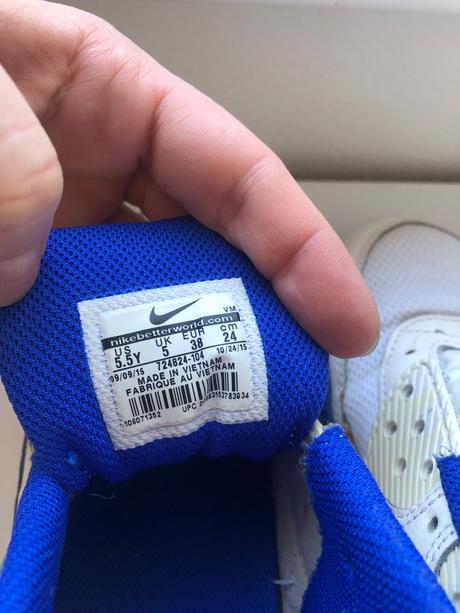 VM
nikebetterworld.com
US UK EUR cm
5.5Y 5 38 24
09/09/15 724824-104 10/24/15
MADE IN VIETNAM
FABRIQUE AU VIETNAM
106071352
UPC